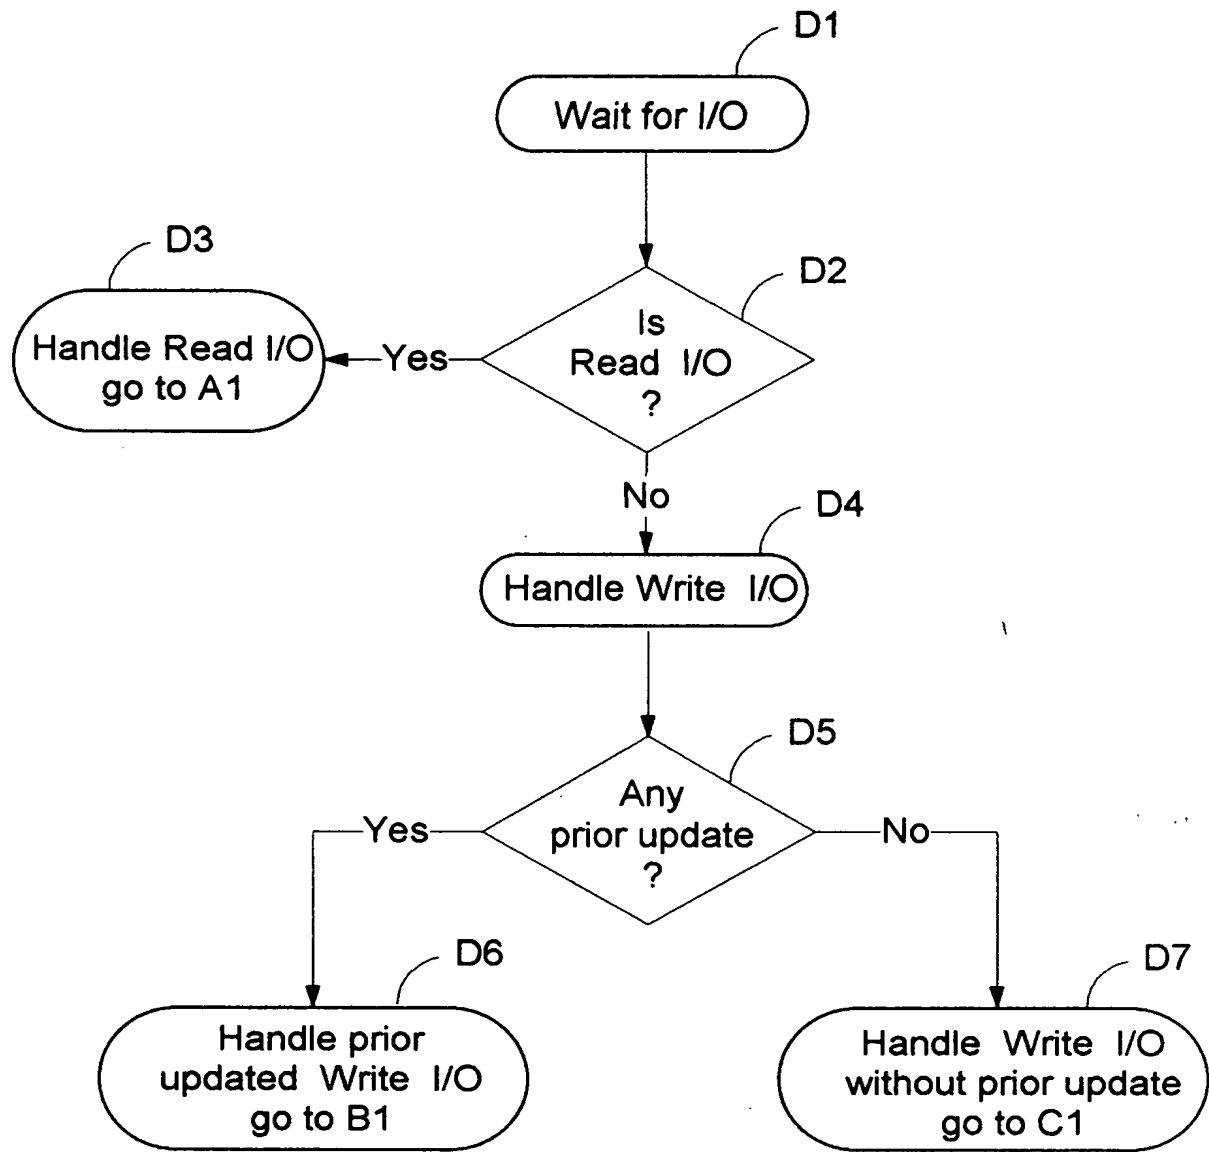 D1
Wait for I/O
D3
D2
Handle Read I/O
go to A1
Yes
Is
Read I/O
?
No
D4
Handle Write I/O
D5
Any
prior update
?
Yes
No
D6
D7
Handle prior
updated Write I/O
go to B1
Handle Write I/O
without prior update
go to C1